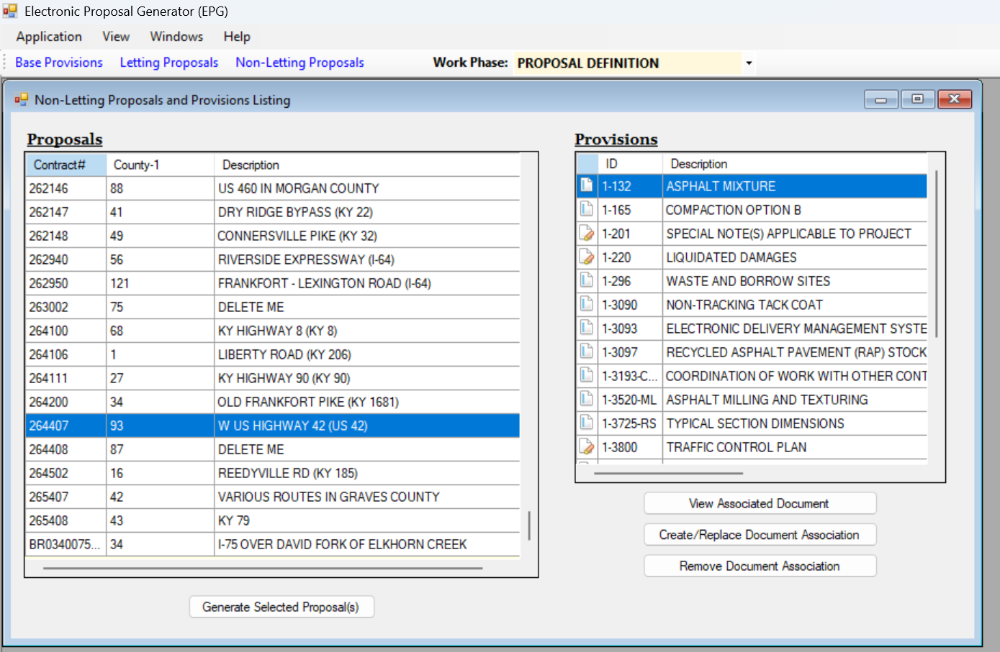 Electronic Proposal Generator (EPG)
Application View Windows Help
Base Provisions Letting Proposals Non-Letting Proposals Work Phase: PROPOSAL DEFINITION
Non-Letting Proposals and Provisions Listing
Proposals
Contract# County-1 Description
262146 88 US 460 IN MORGAN COUNTY
262147 41 DRY RIDGE BYPASS (KY 22)
262148 49 CONNERSVILLE PIKE (KY 32)
262940 56 RIVERSIDE EXPRESSWAY (I-64)
262950 121 FRANKFORT - LEXINGTON ROAD (I-64)
263002 75 DELETE ME
264100 68 KY HIGHWAY 8 (KY 8)
264106 1 LIBERTY ROAD (KY 206)
264111 27 KY HIGHWAY 90 (KY 90)
264200 34 OLD FRANKFORT PIKE (KY 1681)
264407 93 W US HIGHWAY 42 (US 42)
264408 87 DELETE ME
264502 16 REEDYVILLE RD (KY 185)
265407 42 VARIOUS ROUTES IN GRAVES COUNTY
265408 43 KY 79
BR0340075... 34 I-75 OVER DAVID FORK OF ELKHORN CREEK
Generate Selected Proposal(s)
Provisions
ID Description
1-132 ASPHALT MIXTURE
1-165 COMPACTION OPTION B
1-201 SPECIAL NOTE(S) APPLICABLE TO PROJECT
1-220 LIQUIDATED DAMAGES
1-296 WASTE AND BORROW SITES
1-3090 NON-TRACKING TACK COAT
1-3093 ELECTRONIC DELIVERY MANAGEMENT SYSTE
1-3097 RECYCLED ASPHALT PAVEMENT (RAP) STOCK
1-3193-C... COORDINATION OF WORK WITH OTHER CONT
1-3520-ML ASPHALT MILLING AND TEXTURING
1-3725-RS TYPICAL SECTION DIMENSIONS
1-3800 TRAFFIC CONTROL PLAN
View Associated Document
Create/Replace Document Association
Remove Document Association